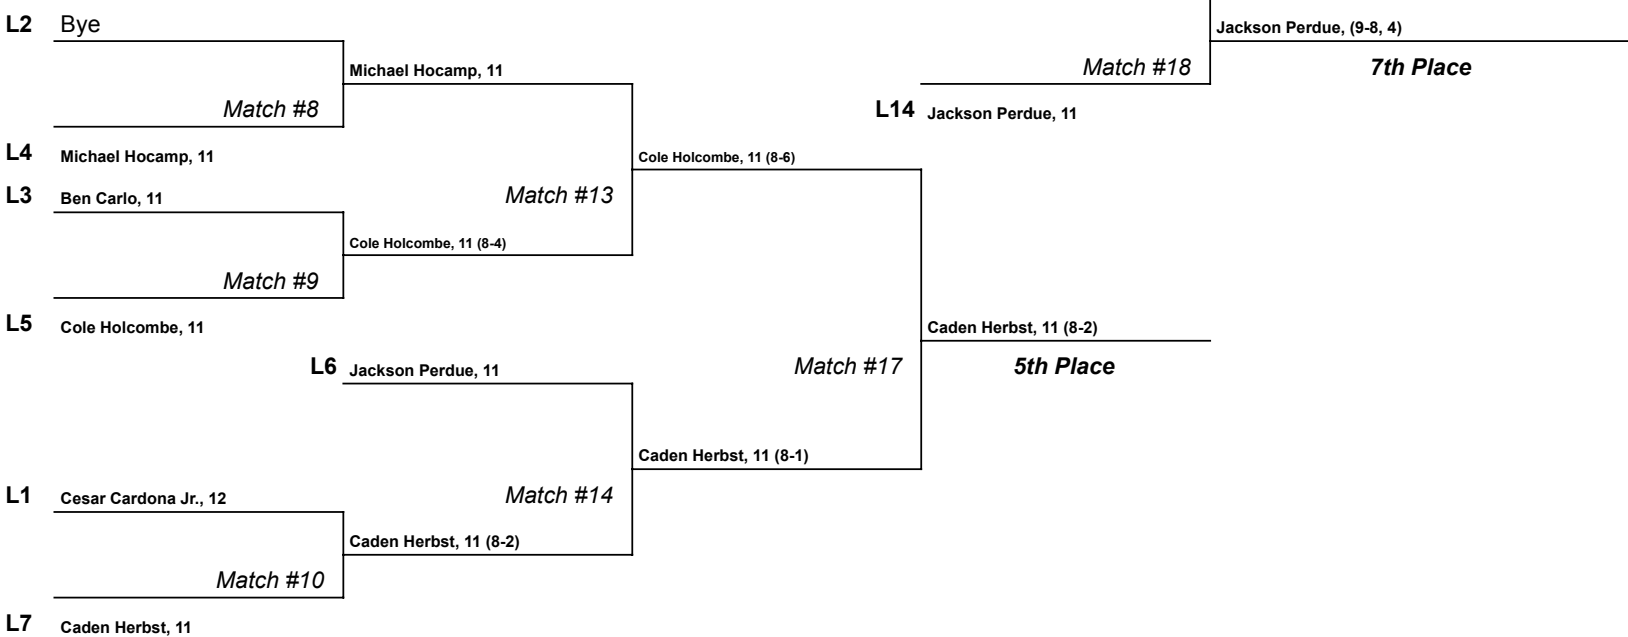 L2 Bye
Jackson Perdue, (9-8, 4)
Michael Hocamp, 11
Match #18
7th Place
Match #8
L14 Jackson Perdue, 11
L4 Michael Hocamp, 11
Cole Holcombe, 11 (8-6)
L3 Ben Carlo, 11
Match #13
Cole Holcombe, 11 (8-4)
Match #9
L5 Cole Holcombe, 11
Caden Herbst, 11 (8-2)
L6 Jackson Perdue, 11
Match #17
5th Place
Caden Herbst, 11 (8-1)
L1 Cesar Cardona Jr., 12
Match #14
Caden Herbst, 11 (8-2)
Match #10
L7 Caden Herbst, 11